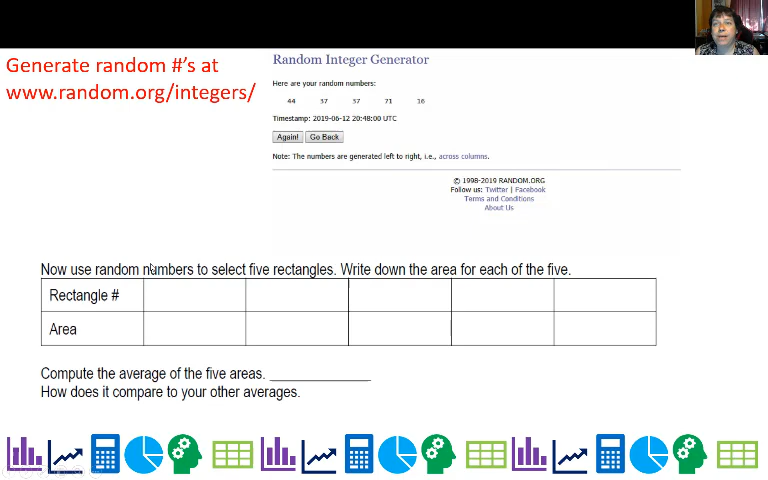 Generate random #'s at
www.random.org/integers/
Random Integer Generator
Here are your random numbers:
44 37 37 71 16
Timestamp: 2019-06-12 20:48:00 UTC
Again! Go Back
Note: The numbers are generated left to right, i.e., across columns.
© 1998-2019 RANDOM.ORG
Follow us: Twitter | Facebook
Terms and Conditions
About Us
Now use random numbers to select five rectangles. Write down the area for each of the five.
Rectangle #
Area
Compute the average of the five areas. ______________
How does it compare to your other averages.